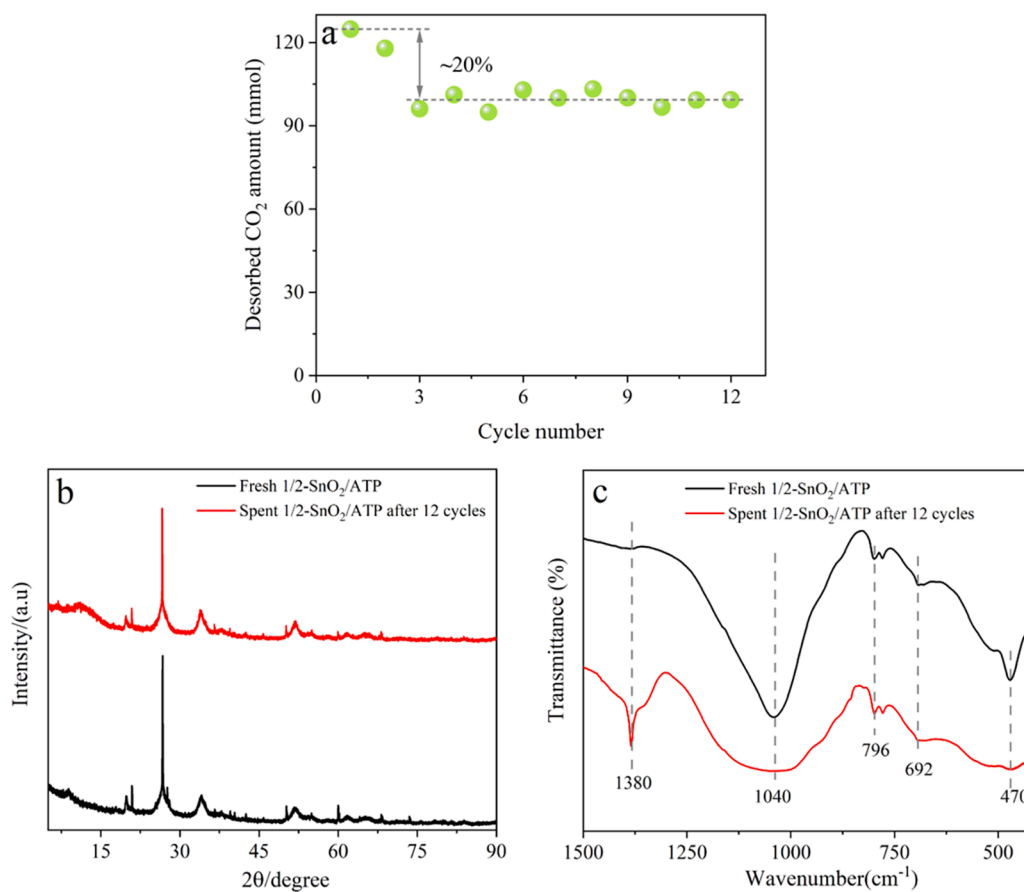 a
~20%
120
90
60
30
0
Desorbed CO₂ amount (mmol)
0 3 6 9 12
Cycle number
b
Fresh 1/2-SnO₂/ATP
Spent 1/2-SnO₂/ATP after 12 cycles
Intensity/(a.u)
15 30 45 60 75 90
2θ/degree
c
Fresh 1/2-SnO₂/ATP
Spent 1/2-SnO₂/ATP after 12 cycles
Transmittance (%)
1380
1040
796
692
470
1500 1250 1000 750 500
Wavenumber(cm⁻¹)